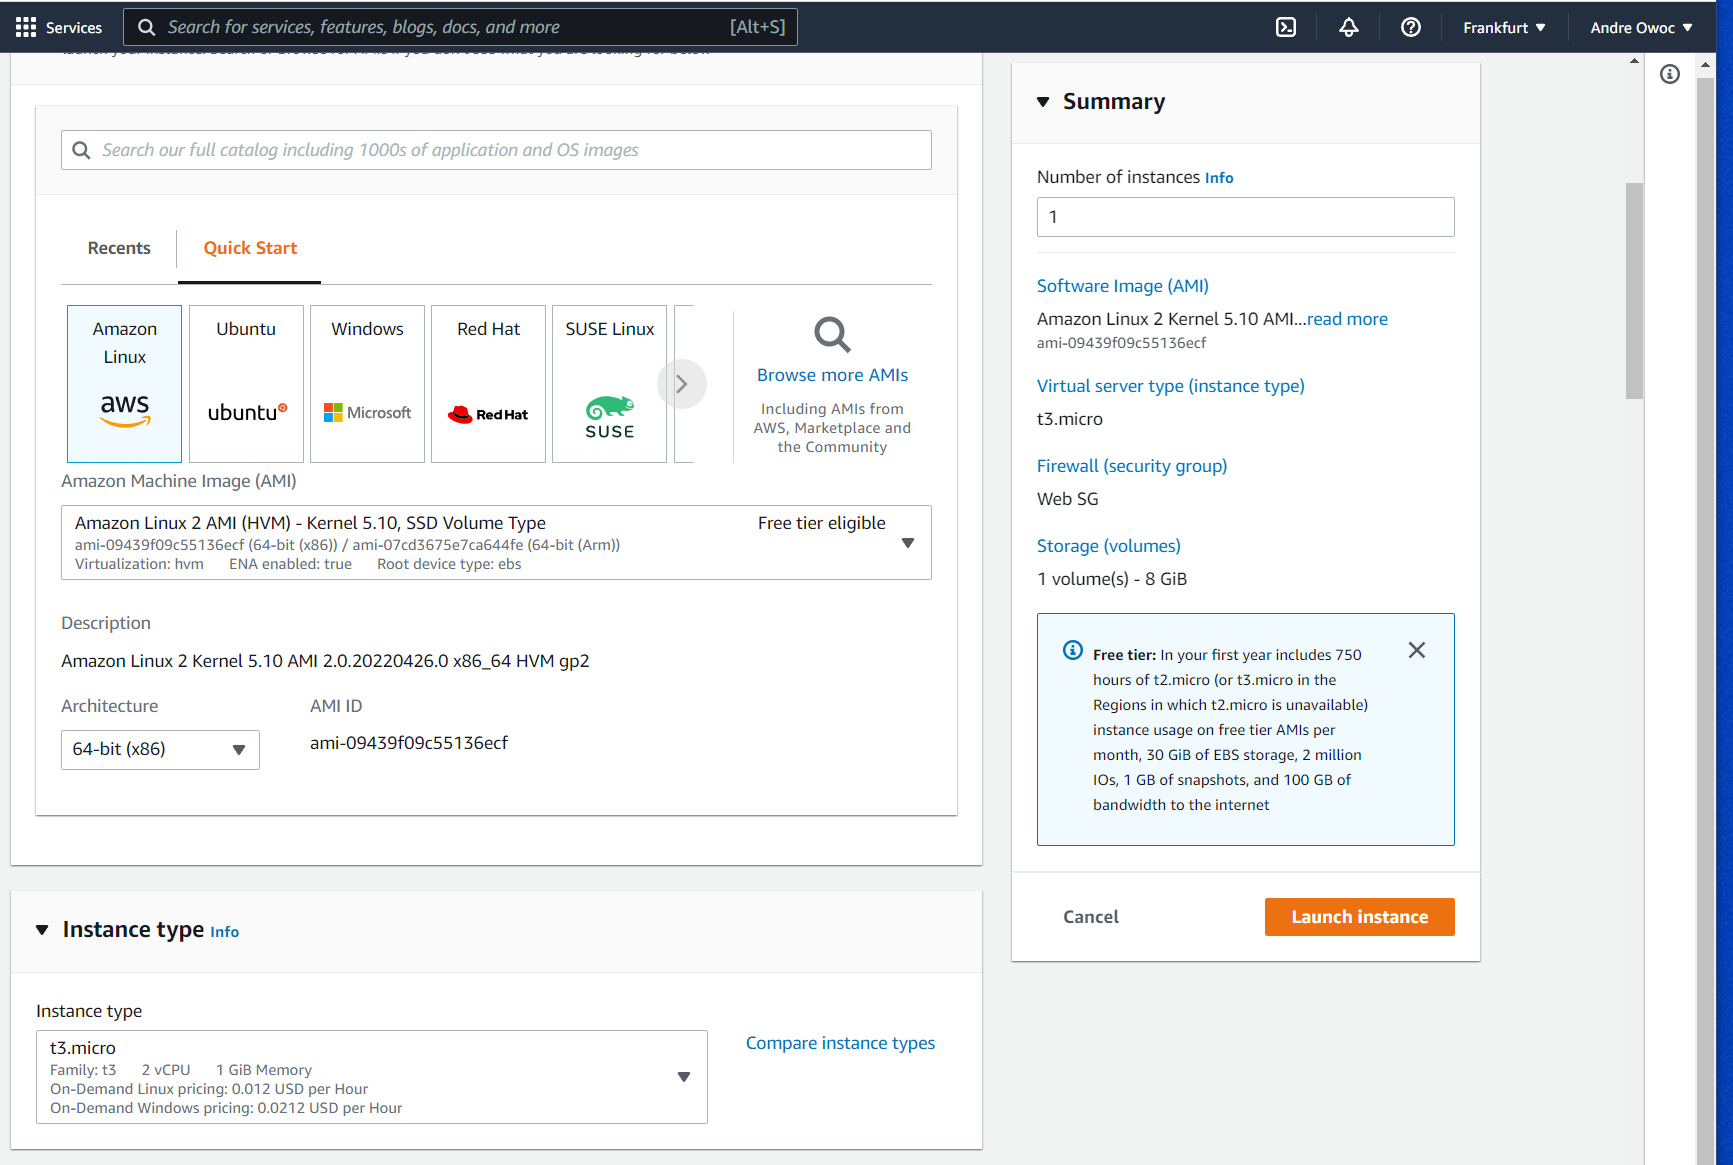 Services
Search for services, features, blogs, docs, and more
[Alt+S]
Frankfurt
Andre Owoc
Search our full catalog including 1000s of application and OS images
Recents
Quick Start
Amazon
Linux
aws
Ubuntu
ubuntu
Windows
Microsoft
Red Hat
Red Hat
SUSE Linux
SUSE
Browse more AMIs
Including AMIs from
AWS, Marketplace and
the Community
Amazon Machine Image (AMI)
Amazon Linux 2 AMI (HVM) - Kernel 5.10, SSD Volume Type
Free tier eligible
ami-09439f09c55136ecf (64-bit (x86)) / ami-07cd3675e7ca644fe (64-bit (Arm))
Virtualization: hvm ENA enabled: true Root device type: ebs
Description
Amazon Linux 2 Kernel 5.10 AMI 2.0.20220426.0 x86_64 HVM gp2
Architecture
AMI ID
64-bit (x86)
ami-09439f09c55136ecf
Instance type Info
Instance type
t3.micro
Family: t3 2 vCPU 1 GiB Memory
On-Demand Linux pricing: 0.012 USD per Hour
On-Demand Windows pricing: 0.0212 USD per Hour
Compare instance types
Summary
Number of instances Info
1
Software Image (AMI)
Amazon Linux 2 Kernel 5.10 AMI...read more
ami-09439f09c55136ecf
Virtual server type (instance type)
t3.micro
Firewall (security group)
Web SG
Storage (volumes)
1 volume(s) - 8 GiB
Free tier: In your first year includes 750
hours of t2.micro (or t3.micro in the
Regions in which t2.micro is unavailable)
instance usage on free tier AMIs per
month, 30 GiB of EBS storage, 2 million
IOs, 1 GB of snapshots, and 100 GB of
bandwidth to the internet
Cancel
Launch instance